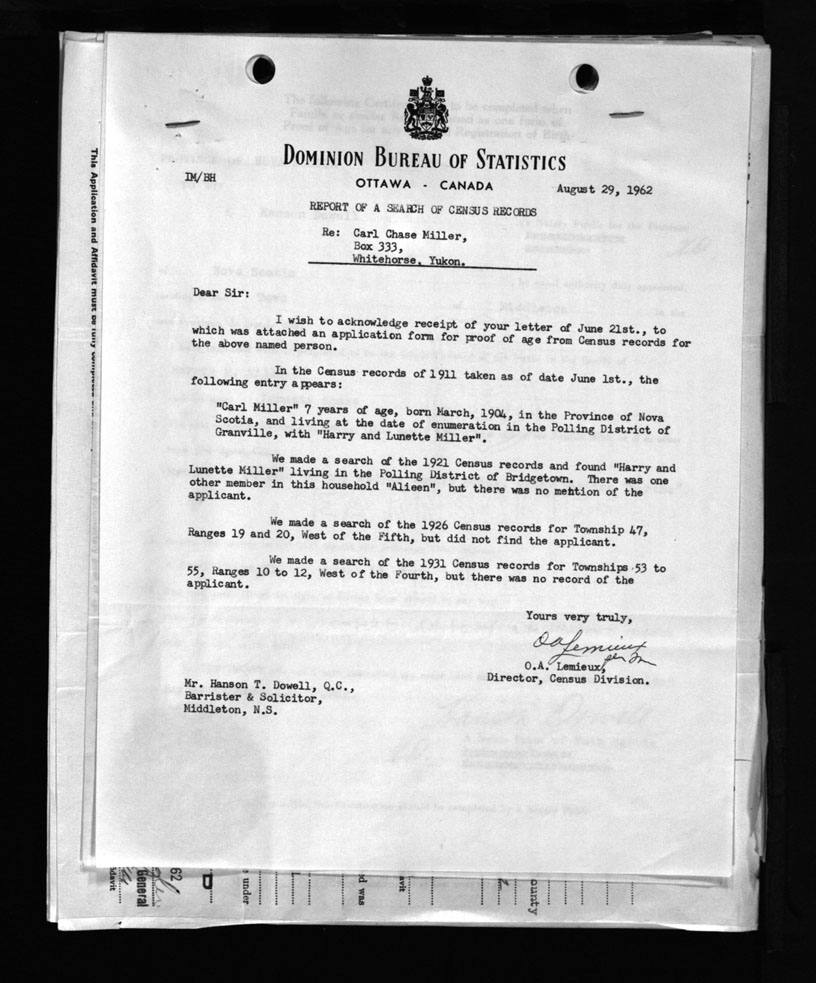 DOMINION BUREAU OF STATISTICS
IM/BH
OTTAWA - CANADA
August 29, 1962
REPORT OF A SEARCH OF CENSUS RECORDS
Re: Carl Chase Miller,
Box 333,
Whitehorse, Yukon.
Dear Sir:
I wish to acknowledge receipt of your letter of June 21st., to
which was attached an application form for proof of age from Census records for
the above named person.
In the Census records of 1911 taken as of date June 1st., the
following entry appears:
"Carl Miller" 7 years of age, born March, 1904, in the Province of Nova
Scotia, and living at the date of enumeration in the Polling District of
Granville, with "Harry and Lunette Miller".
We made a search of the 1921 Census records and found "Harry and
Lunette Miller" living in the Polling District of Bridgetown. There was one
other member in this household "Alieen", but there was no mention of the
applicant.
We made a search of the 1926 Census records for Township 47,
Ranges 19 and 20, West of the Fifth, but did not find the applicant.
We made a search of the 1931 Census records for Townships 53 to
55, Ranges 10 to 12, West of the Fourth, but there was no record of the
applicant.
Yours very truly,
OALemieux
O.A. Lemieux,
Director, Census Division.
Mr. Hanson T. Dowell, Q.C.,
Barrister & Solicitor,
Middleton, N.S.
This Application and Affidavit must be fully completed and
62
General
fidavit
D
under
d was
avit
ounty